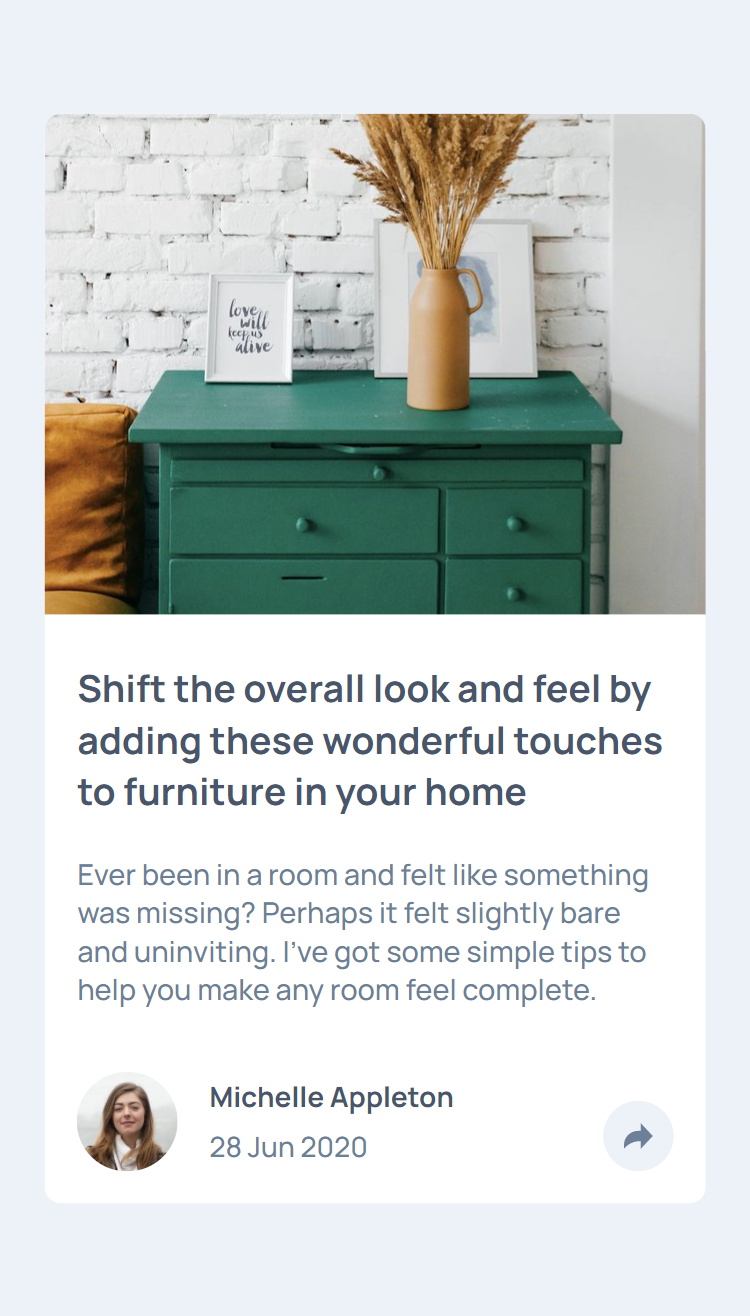 love
will
keep us
alive
Shift the overall look and feel by
adding these wonderful touches
to furniture in your home
Ever been in a room and felt like something
was missing? Perhaps it felt slightly bare
and uninviting. I’ve got some simple tips to
help you make any room feel complete.
Michelle Appleton
28 Jun 2020